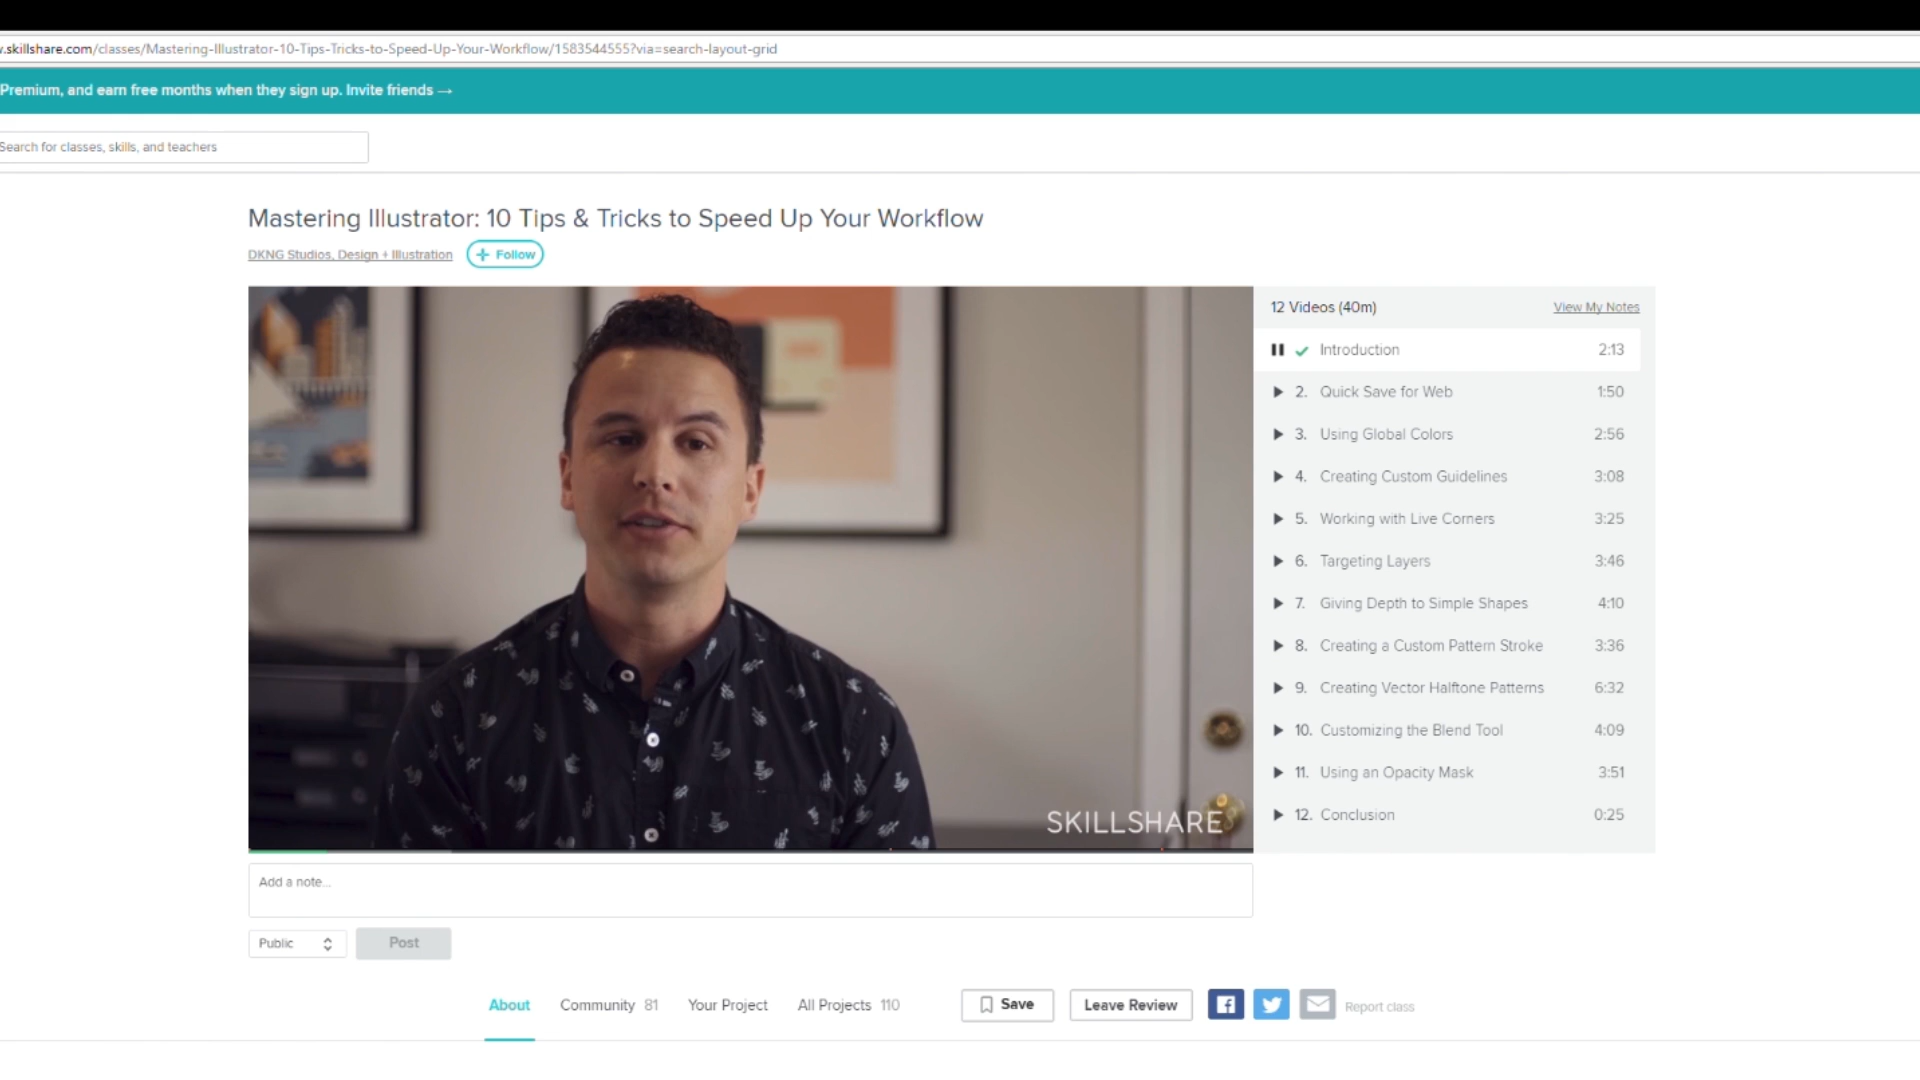 .skillshare.com/classes/Mastering-Illustrator-10-Tips-Tricks-to-Speed-Up-Your-Workflow/1583544555?via=search-layout-grid
Premium, and earn free months when they sign up. Invite friends →
Search for classes, skills, and teachers
Mastering Illustrator: 10 Tips & Tricks to Speed Up Your Workflow
DKNG Studios, Design + Illustration + Follow
12 Videos (40m) View My Notes
Introduction 2:13
2. Quick Save for Web 1:50
3. Using Global Colors 2:56
4. Creating Custom Guidelines 3:08
5. Working with Live Corners 3:25
6. Targeting Layers 3:46
7. Giving Depth to Simple Shapes 4:10
8. Creating a Custom Pattern Stroke 3:36
9. Creating Vector Halftone Patterns 6:32
10. Customizing the Blend Tool 4:09
11. Using an Opacity Mask 3:51
12. Conclusion 0:25
SKILLSHARE
Add a note...
Public Post
About Community 81 Your Project All Projects 110 Save Leave Review Report class